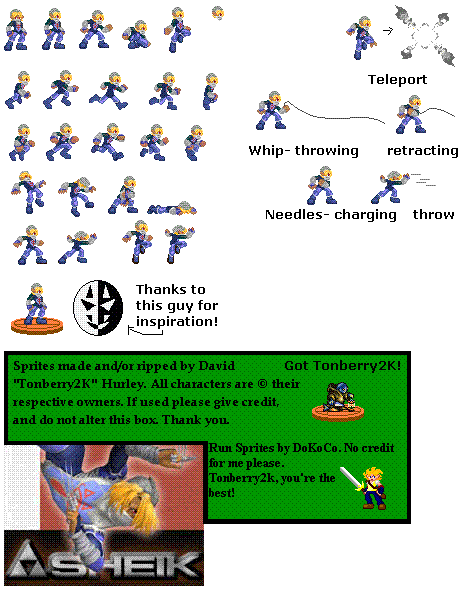 Teleport
Whip- throwing retracting
Needles- charging throw
Thanks to
this guy for
inspiration!
Sprites made and/or ripped by David
"Tonberry2K" Hurley. All characters are © their
respective owners. If used please give credit,
and do not alter this box. Thank you.
Got Tonberry2K!
Run Sprites by DoKoCo. No credit
for me please.
Tonberry2k, you're the
best!
SHEIK